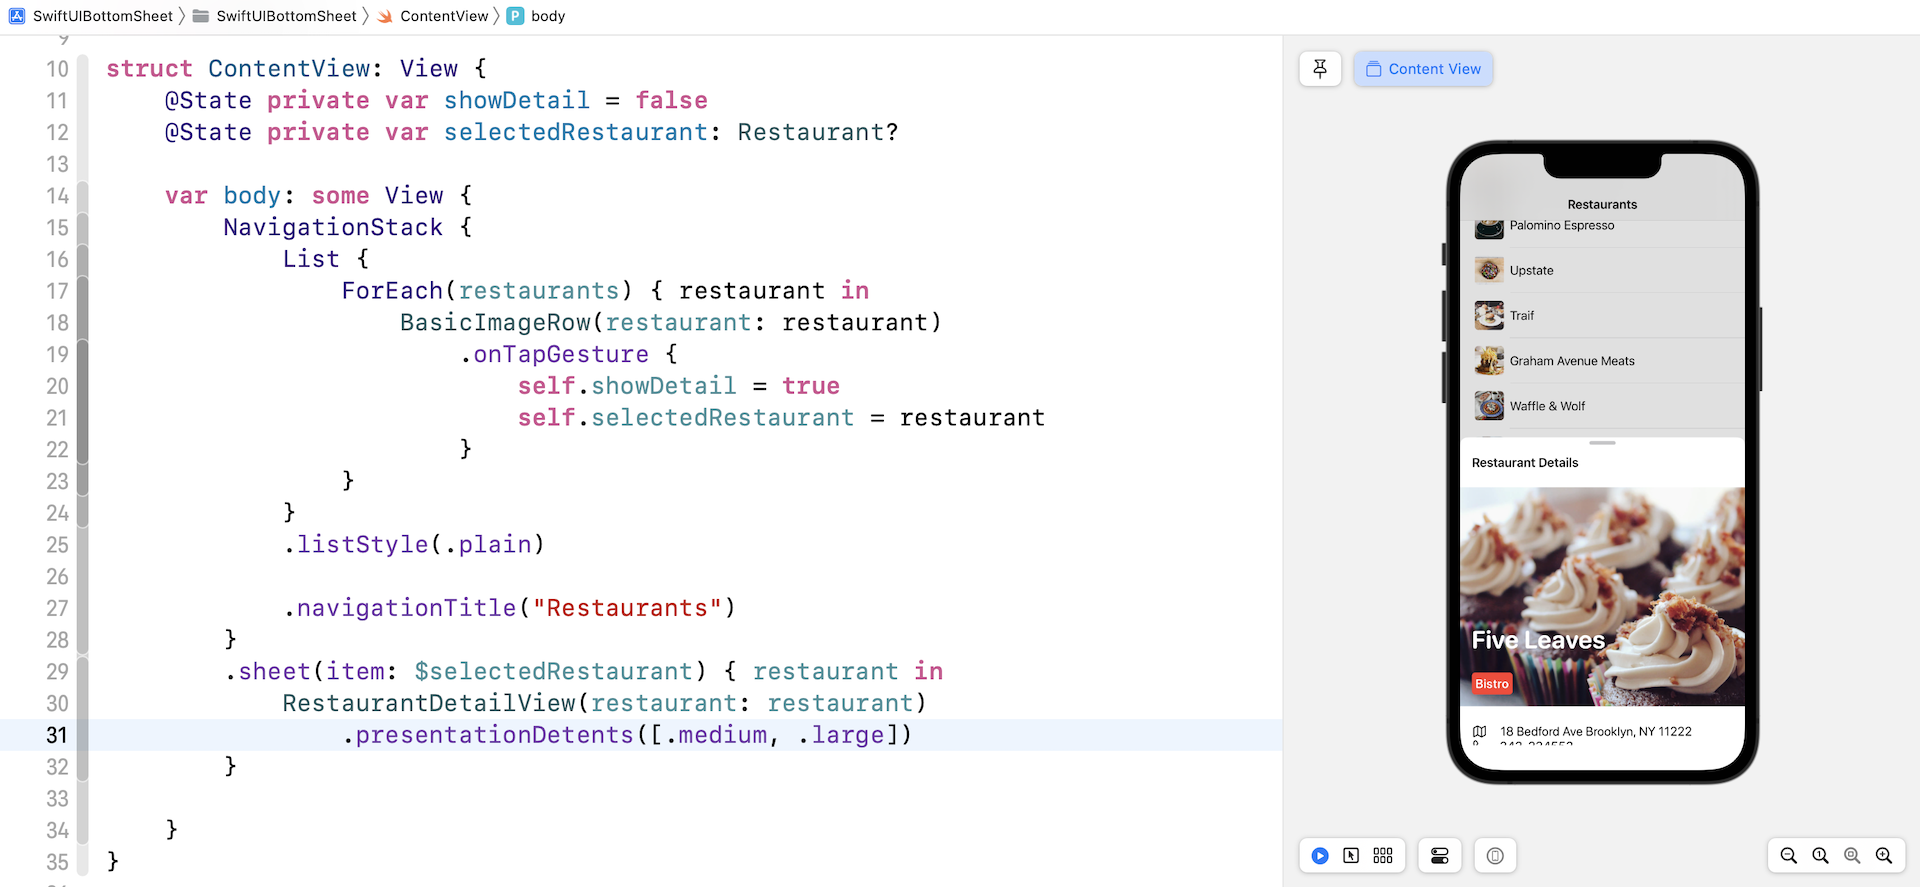 SwiftUIBottomSheet SwiftUIBottomSheet ContentView P body
9
10 struct ContentView: View {
11 @State private var showDetail = false
12 @State private var selectedRestaurant: Restaurant?
13
14 var body: some View {
15 NavigationStack {
16 List {
17 ForEach(restaurants) { restaurant in
18 BasicImageRow(restaurant: restaurant)
19 .onTapGesture {
20 self.showDetail = true
21 self.selectedRestaurant = restaurant
22 }
23 }
24 }
25 .listStyle(.plain)
26
27 .navigationTitle("Restaurants")
28 }
29 .sheet(item: $selectedRestaurant) { restaurant in
30 RestaurantDetailView(restaurant: restaurant)
31 .presentationDetents([.medium, .large])
32 }
33
34 }
35 }
Content View
Restaurants
Palomino Espresso
Upstate
Traif
Graham Avenue Meats
Waffle & Wolf
Restaurant Details
Five Leaves
Bistro
18 Bedford Ave Brooklyn, NY 11222